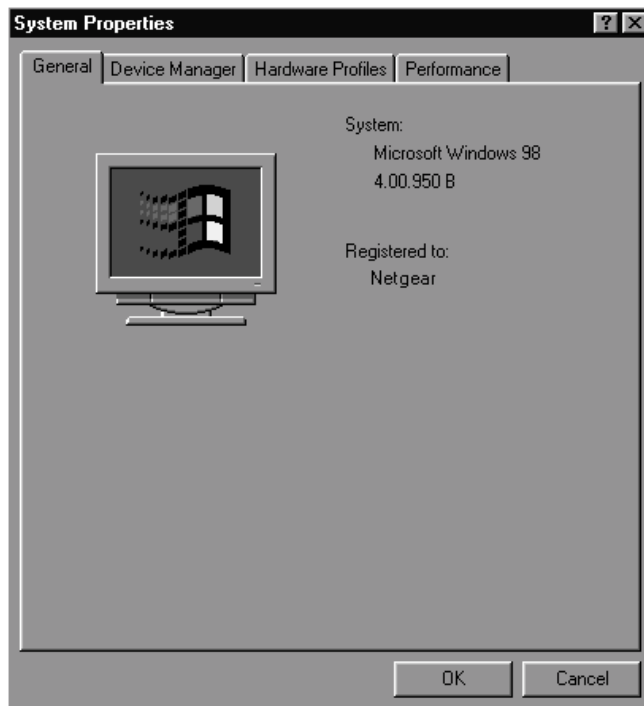 System Properties
General Device Manager Hardware Profiles Performance
System:
Microsoft Windows 98
4.00.950 B
Registered to:
Netgear
OK Cancel